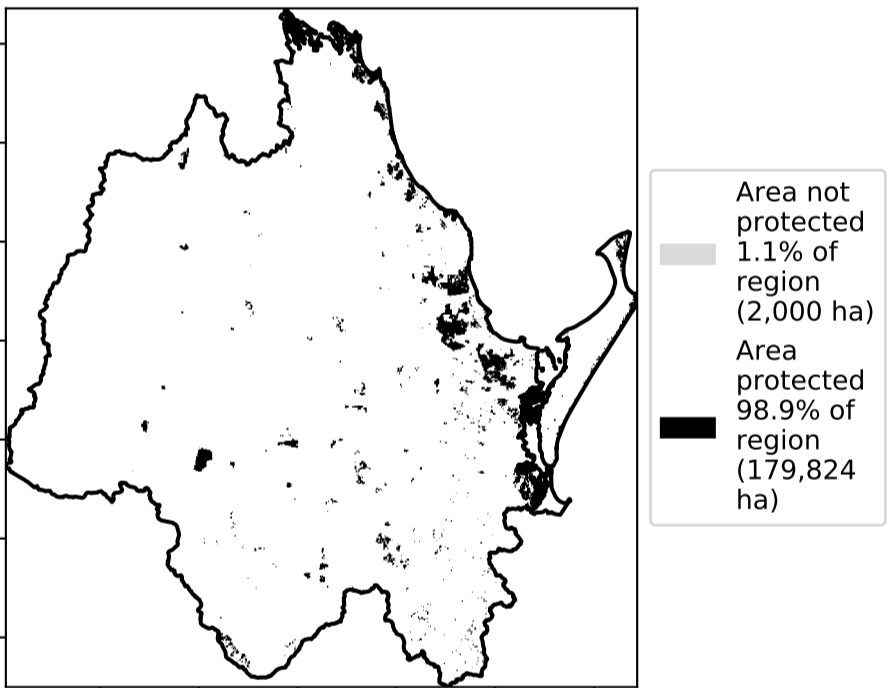 Area not
protected
1.1% of
region
(2,000 ha)
Area
protected
98.9% of
region
(179,824
ha)